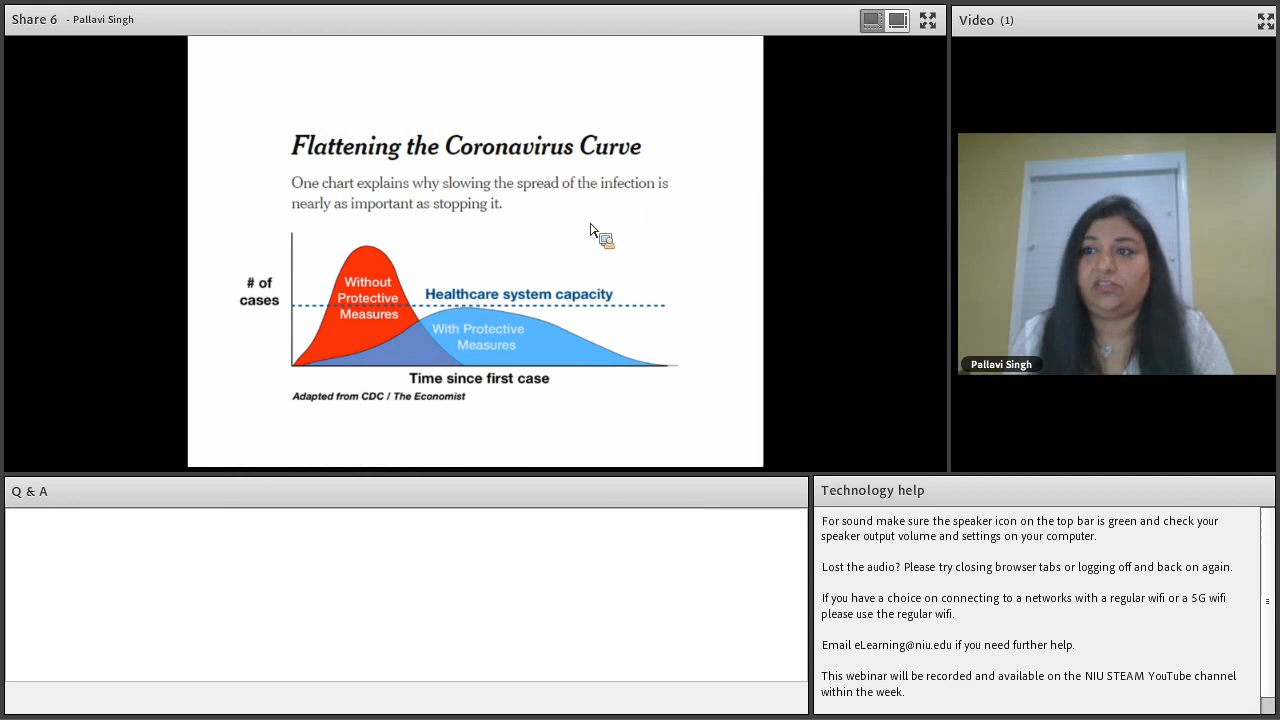 Share 6 - Pallavi Singh
Video (1)
Flattening the Coronavirus Curve
One chart explains why slowing the spread of the infection is
nearly as important as stopping it.
# of
cases
Without
Protective
Measures
Healthcare system capacity
With Protective
Measures
Time since first case
Adapted from CDC / The Economist
Pallavi Singh
Q & A
Technology help
For sound make sure the speaker icon on the top bar is green and check your
speaker output volume and settings on your computer.
Lost the audio? Please try closing browser tabs or logging off and back on again.
If you have a choice on connecting to a networks with a regular wifi or a 5G wifi
please use the regular wifi.
Email eLearning@niu.edu if you need further help.
This webinar will be recorded and available on the NIU STEAM YouTube channel
within the week.